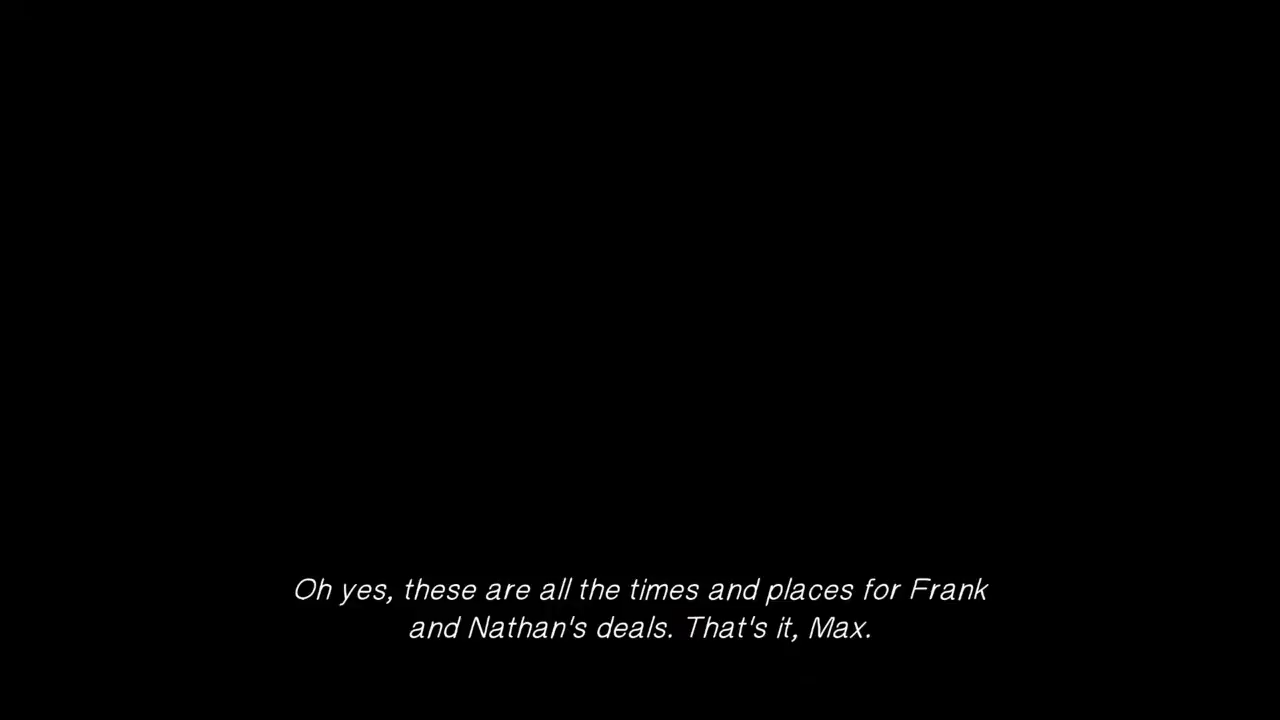 Oh yes, these are all the times and places for Frank
and Nathan's deals. That's it, Max.